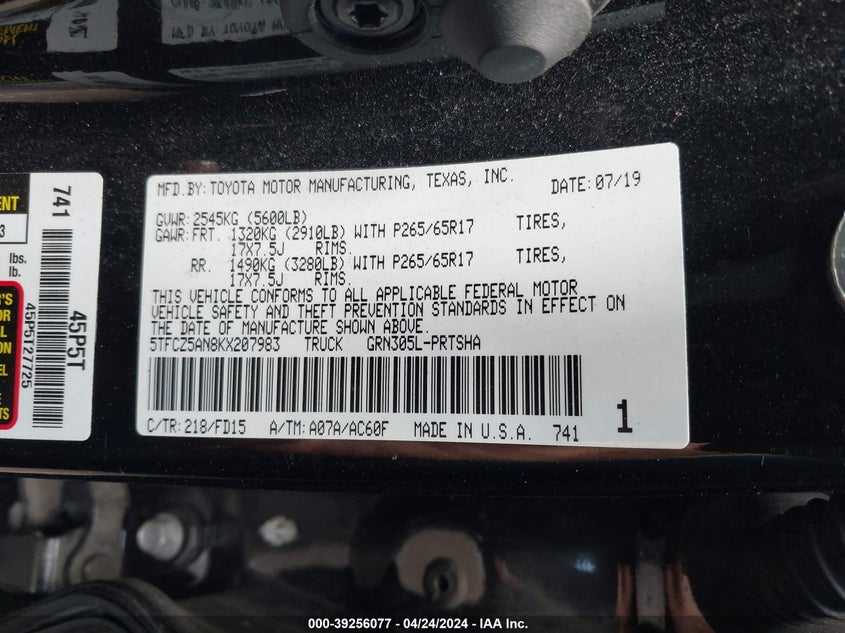 MFD.BY: TOYOTA MOTOR MANUFACTURING, TEXAS, INC. DATE: 07/19
GVWR: 2545KG (5600LB)
GAWR: FRT. 1320KG (2910LB) WITH P265/65R17 TIRES,
17X7.5J RIMS.
RR. 1490KG (3280LB) WITH P265/65R17 TIRES,
17X7.5J RIMS.
THIS VEHICLE CONFORMS TO ALL APPLICABLE FEDERAL MOTOR
VEHICLE SAFETY AND THEFT PREVENTION STANDARDS IN EFFECT ON
THE DATE OF MANUFACTURE SHOWN ABOVE.
5TFCZ5AN8KX207983 TRUCK GRN305L-PRTSHA
C/TR: 218/FD15 A/TM: A07A/AC60F MADE IN U.S.A. 741
1
741
45P5T
45P5T27725
lbs.
lb.
000-39256077 - 04/24/2024 - IAA Inc.